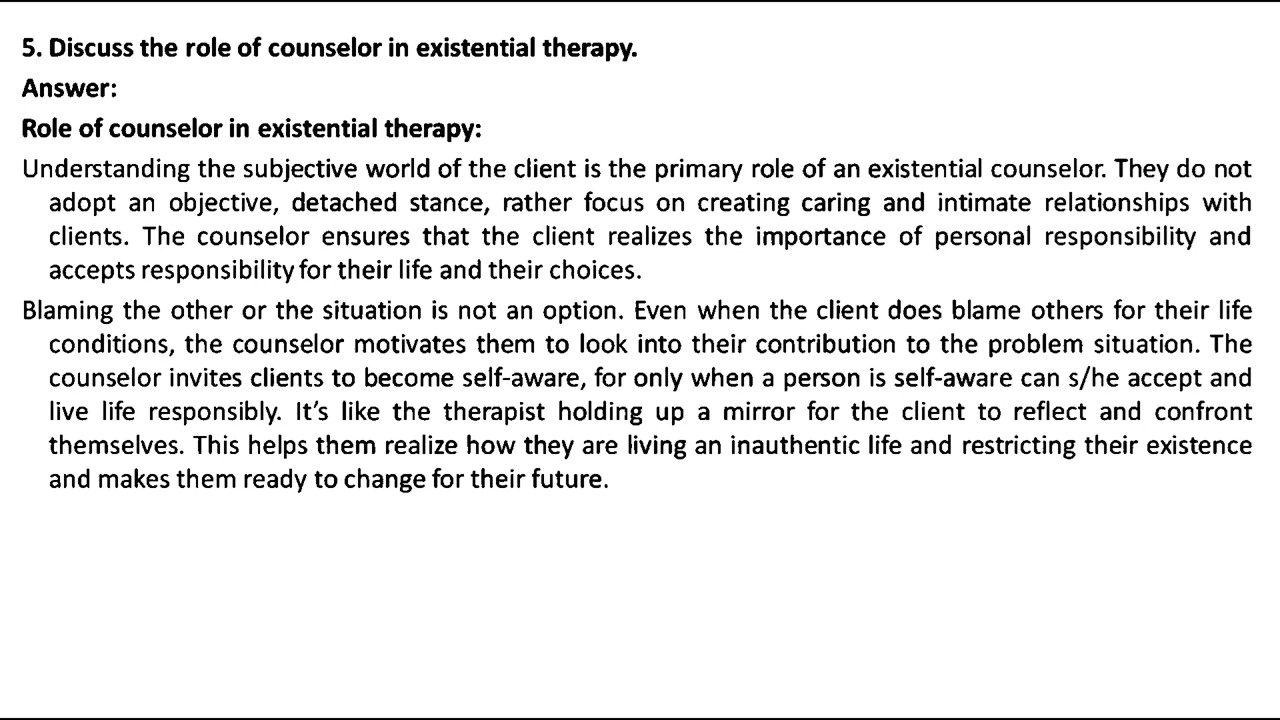 5. Discuss the role of counselor in existential therapy.
Answer:
Role of counselor in existential therapy:
Understanding the subjective world of the client is the primary role of an existential counselor. They do not
adopt an objective, detached stance, rather focus on creating caring and intimate relationships with
clients. The counselor ensures that the client realizes the importance of personal responsibility and
accepts responsibility for their life and their choices.
Blaming the other or the situation is not an option. Even when the client does blame others for their life
conditions, the counselor motivates them to look into their contribution to the problem situation. The
counselor invites clients to become self-aware, for only when a person is self-aware can s/he accept and
live life responsibly. It’s like the therapist holding up a mirror for the client to reflect and confront
themselves. This helps them realize how they are living an inauthentic life and restricting their existence
and makes them ready to change for their future.